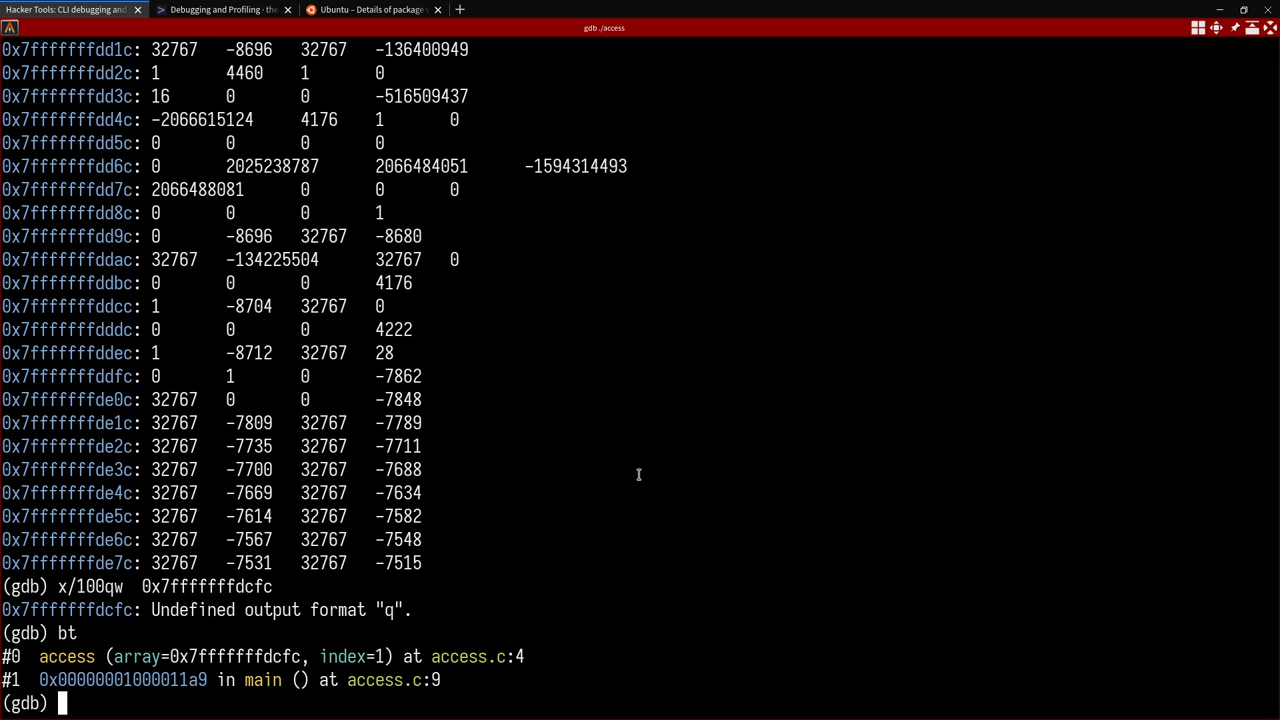 Hacker Tools: CLI debugging and
Debugging and Profiling · the
Ubuntu – Details of package v
gdb ./access
0x7fffffffdd1c: 32767 -8696 32767 -136400949
0x7fffffffdd2c: 1 4460 1 0
0x7fffffffdd3c: 16 0 0 -516509437
0x7fffffffdd4c: -2066615124 4176 1 0
0x7fffffffdd5c: 0 0 0 0
0x7fffffffdd6c: 0 2025238787 2066484051 -1594314493
0x7fffffffdd7c: 2066488081 0 0 0
0x7fffffffdd8c: 0 0 0 1
0x7fffffffdd9c: 0 -8696 32767 -8680
0x7fffffffddac: 32767 -134225504 32767 0
0x7fffffffddbc: 0 0 0 4176
0x7fffffffddcc: 1 -8704 32767 0
0x7fffffffdddc: 0 0 0 4222
0x7fffffffddec: 1 -8712 32767 28
0x7fffffffddfc: 0 1 0 -7862
0x7fffffffde0c: 32767 0 0 -7848
0x7fffffffde1c: 32767 -7809 32767 -7789
0x7fffffffde2c: 32767 -7735 32767 -7711
0x7fffffffde3c: 32767 -7700 32767 -7688
0x7fffffffde4c: 32767 -7669 32767 -7634
0x7fffffffde5c: 32767 -7614 32767 -7582
0x7fffffffde6c: 32767 -7567 32767 -7548
0x7fffffffde7c: 32767 -7531 32767 -7515
(gdb) x/100qw 0x7fffffffdcfc
0x7fffffffdcfc: Undefined output format "q".
(gdb) bt
#0 access (array=0x7fffffffdcfc, index=1) at access.c:4
#1 0x00000001000011a9 in main () at access.c:9
(gdb)